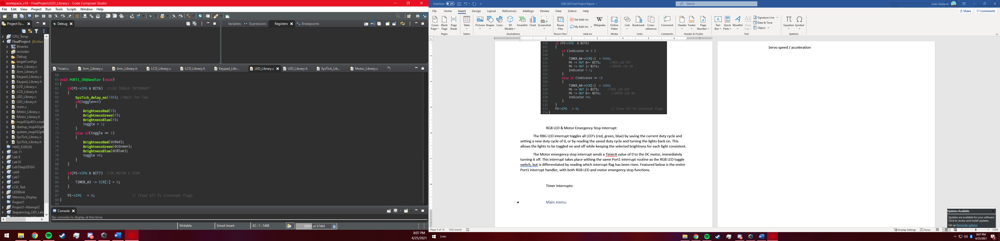 workspace_v10 - FinalProject/LED_Library.c - Code Composer Studio
File Edit View Project Run Tools Scripts Window Help
Project Ex...
CPU_Temp
FinalProject [Active
Binaries
Includes
Debug
targetConfigs
Arm_Library.c
Arm_Library.h
Keypad_Library.c
Keypad_Library.h
LCD_Library.c
LCD_Library.h
LED_Library.c
LED_Library.h
main.c
Motor_Library.c
Motor_Library.h
msp432p401r.cmd
startup_msp432p4
system_msp432p4
SysTick_Library.c
SysTick_Library.h
HW2_EGR226
Lab 11
Lab 8
Lab10
Lab5SeqLEDGG
Lab6
Lab7
Lab9
LCD_Test
LEDBlink
Memory_Display
Project1
Project1-Attempt2
Sequencing_LED_Lab
Debug
Variables Expressions Registers Breakpoints
*main.c Arm_Library.c Arm_Library.h LCD_Library.c LCD_Library.h Keypad_Libr... LED_Library.c LED_Library.h SysTick_Lib... Motor_Library.c
60
61 void PORT1_IRQHandler (void)
62 {
63 if(P1->IFG & BIT6) //LED TOGGLE INTERRUPT
64 {
65 SysTick_delay_ms(100); //Wait for low
66 if(toggle==0)
67 {
68 BrightnessRed(0);
69 BrightnessGreen(0);
70 BrightnessBlue(0);
71 toggle = 1;
72 }
73 else if(toggle == 1)
74 {
75 BrightnessRed(dcRed);
76 BrightnessGreen(dcGreen);
77 BrightnessBlue(dcBlue);
78 toggle =0;
79 }
80 }
81
82 if(P1->IFG & BIT7) //DC MOTOR E STOP
83 {
84 TIMER_A3 -> CCR[2] = 0;
85 }
86
87 P1->IFG = 0; // Clear all P1 interrupt flags
88 }
89
Console
No consoles to display at this time.
Writable Smart Insert 42 : 1 : 1468 389M of 874M
8:07 PM
4/25/2021
AutoSave Off EGR 226 Final Project Report Search Gabe Gasbarre
File Home Insert Design Layout References Mailings Review View Zotero Help Share Comments
Cover Page Blank Page Page Break Table Pictures Shapes Icons 3D Models SmartArt Chart Screenshot Reuse Files Get Add-ins My Add-ins Wikipedia Online Video Link Bookmark Cross-reference Comment Header Footer Page Number Text Box Quick Parts WordArt Drop Cap Signature Line Date & Time Object Equation Symbol
Pages Tables Illustrations Reuse Files Add-ins Media Links Comments Header & Footer Text Symbols
116 if (P3->IFG & BIT6)
117 {
118 if (indicator == 0 )
119 {
120 TIMER_A0->CCR[4] = 6000;
121 P6 -> OUT &=~ BIT5; //RED LED OFF
122 P6 -> OUT |= BIT4; //GREEN LED ON
123 indicator = 1;
124 }
125 else if (indicator == 1)
126 {
127 TIMER_A0->CCR[4] = 3000;
128 P6 -> OUT |= BIT5; //RED LED OFF
129 P6 -> OUT &=~ BIT4; //GREEN LED ON
130 indicator =0;
131 }
132 }
133 P3->IFG = 0; // Clear all P3 interrupt flags
134 }
RGB LED & Motor Emergency Stop Interrupt:
The RBG LED interrupt toggles all LED's (red, green, blue) by saving the current duty cycle and
setting a new duty cycle of 0, or by reading the saved duty cycle and turning the lights back on. This
allows the lights to be toggled on and off while keeping the selected brightness for each light consistent.
The Motor emergency stop interrupt sends a TimerA value of 0 to the DC motor, immediately
turning it off. This interrupt takes place withing the same Port1 interrupt routine as the RGB LED toggle
switch, but is differentiated by reading which interrupt flag has been risen. Featured below is the entire
Port1 interrupt handler, with both RGB LED and motor emergency stop functions.
Timer Interrupts:
Main menu:
Servo speed / acceleration
Updates Available
Updates are available for your software.
Click to review and install updates.
Set up Reminder options
Page 9 of 10 1022 words Display Settings Focus 120%
Links
8:07 PM
4/25/2021